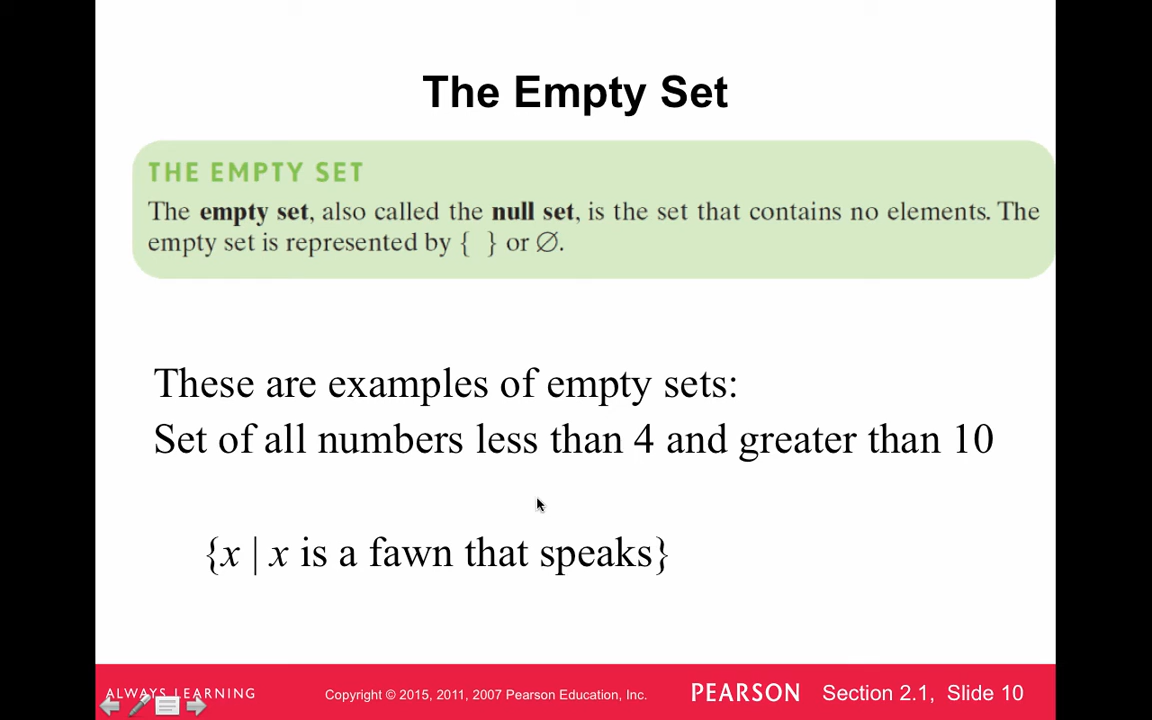 The Empty Set
THE EMPTY SET
The empty set, also called the null set, is the set that contains no elements. The
empty set is represented by { } or ∅.
These are examples of empty sets:
Set of all numbers less than 4 and greater than 10
{x | x is a fawn that speaks}
ALWAYS LEARNING
Copyright © 2015, 2011, 2007 Pearson Education, Inc.
PEARSON
Section 2.1, Slide 10